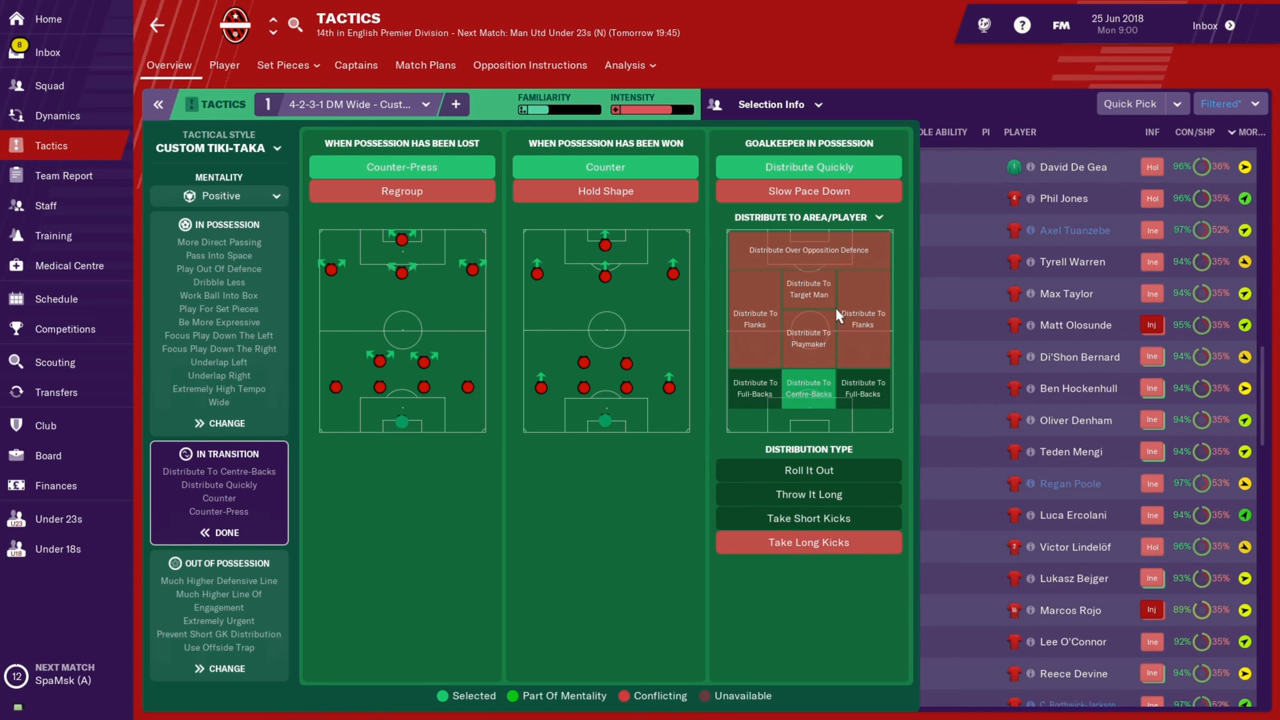 Home
8
Inbox
Squad
Dynamics
Tactics
Team Report
Staff
Training
Medical Centre
Schedule
Competitions
Scouting
Transfers
Club
Board
Finances
U23
Under 23s
U18
Under 18s
12
NEXT MATCH
SpaMsk (A)
TACTICS
14th in English Premier Division - Next Match: Man Utd Under 23s (N) (Tomorrow 19:45)
?
FM
25 Jun 2018
Mon 9:00
Inbox
Overview
Player
Set Pieces
Captains
Match Plans
Opposition Instructions
Analysis
TACTICS
1
4-2-3-1 DM Wide - Cust...
+
FAMILIARITY
INTENSITY
Selection Info
Quick Pick
Filtered*
TACTICAL STYLE
CUSTOM TIKI-TAKA
MENTALITY
Positive
IN POSSESSION
More Direct Passing
Pass Into Space
Play Out Of Defence
Dribble Less
Work Ball Into Box
Play For Set Pieces
Be More Expressive
Focus Play Down The Left
Focus Play Down The Right
Underlap Left
Underlap Right
Extremely High Tempo
Wide
CHANGE
IN TRANSITION
Distribute To Centre-Backs
Distribute Quickly
Counter
Counter-Press
DONE
OUT OF POSSESSION
Much Higher Defensive Line
Much Higher Line Of
Engagement
Extremely Urgent
Prevent Short GK Distribution
Use Offside Trap
CHANGE
WHEN POSSESSION HAS BEEN LOST
Counter-Press
Regroup
WHEN POSSESSION HAS BEEN WON
Counter
Hold Shape
GOALKEEPER IN POSSESSION
Distribute Quickly
Slow Pace Down
DISTRIBUTE TO AREA/PLAYER
Distribute Over Opposition Defence
Distribute To
Target Man
Distribute To
Flanks
Distribute To
Playmaker
Distribute To
Flanks
Distribute To
Full-Backs
Distribute To
Centre-Backs
Distribute To
Full-Backs
DISTRIBUTION TYPE
Roll It Out
Throw It Long
Take Short Kicks
Take Long Kicks
Selected
Part Of Mentality
Conflicting
Unavailable
OLE ABILITY PI PLAYER INF CON/SHP MOR...
David De Gea Hol 96% 36%
Phil Jones Hol 96% 35%
Axel Tuanzebe Ine 97% 52%
Tyrell Warren Ine 94% 35%
Max Taylor Ine 94% 35%
Matt Olosunde Inj 95% 35%
Di'Shon Bernard Ine 94% 35%
Ben Hockenhull Ine 94% 35%
Oliver Denham Ine 94% 35%
Teden Mengi Ine 94% 35%
Regan Poole Ine 97% 53%
Luca Ercolani Ine 94% 35%
Victor Lindelöf Hol 96% 35%
Lukasz Bejger Ine 93% 35%
Marcos Rojo Inj 89% 35%
Lee O'Connor Ine 92% 35%
Reece Devine Ine 94% 35%